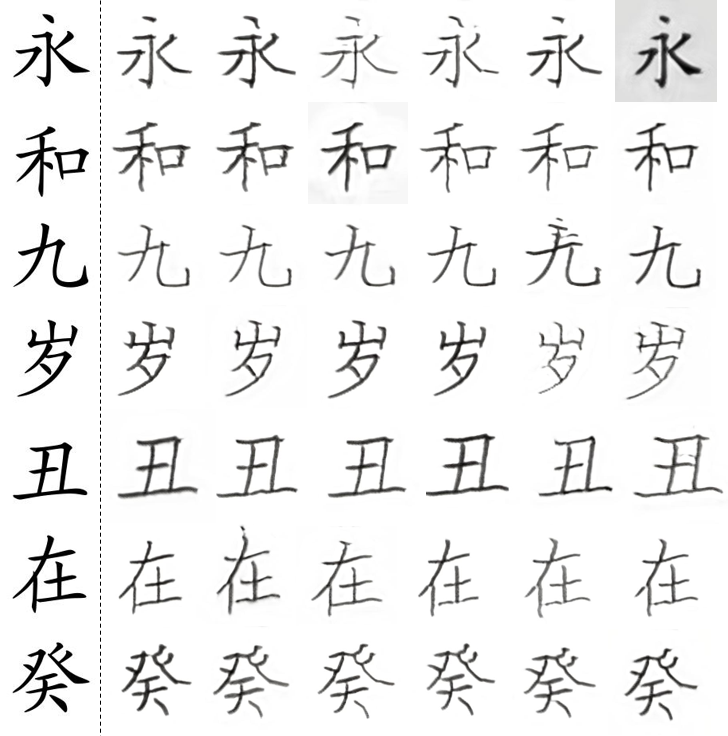 永 永 永 永 永 永 永
和 和 和 和 和 和 和
九 九 九 九 九 九
岁 岁 岁 岁 岁 岁 岁
丑 丑 丑 丑 丑 丑 丑
在 在 在 在 在 在 在
癸 癸 癸 癸 癸 癸 癸